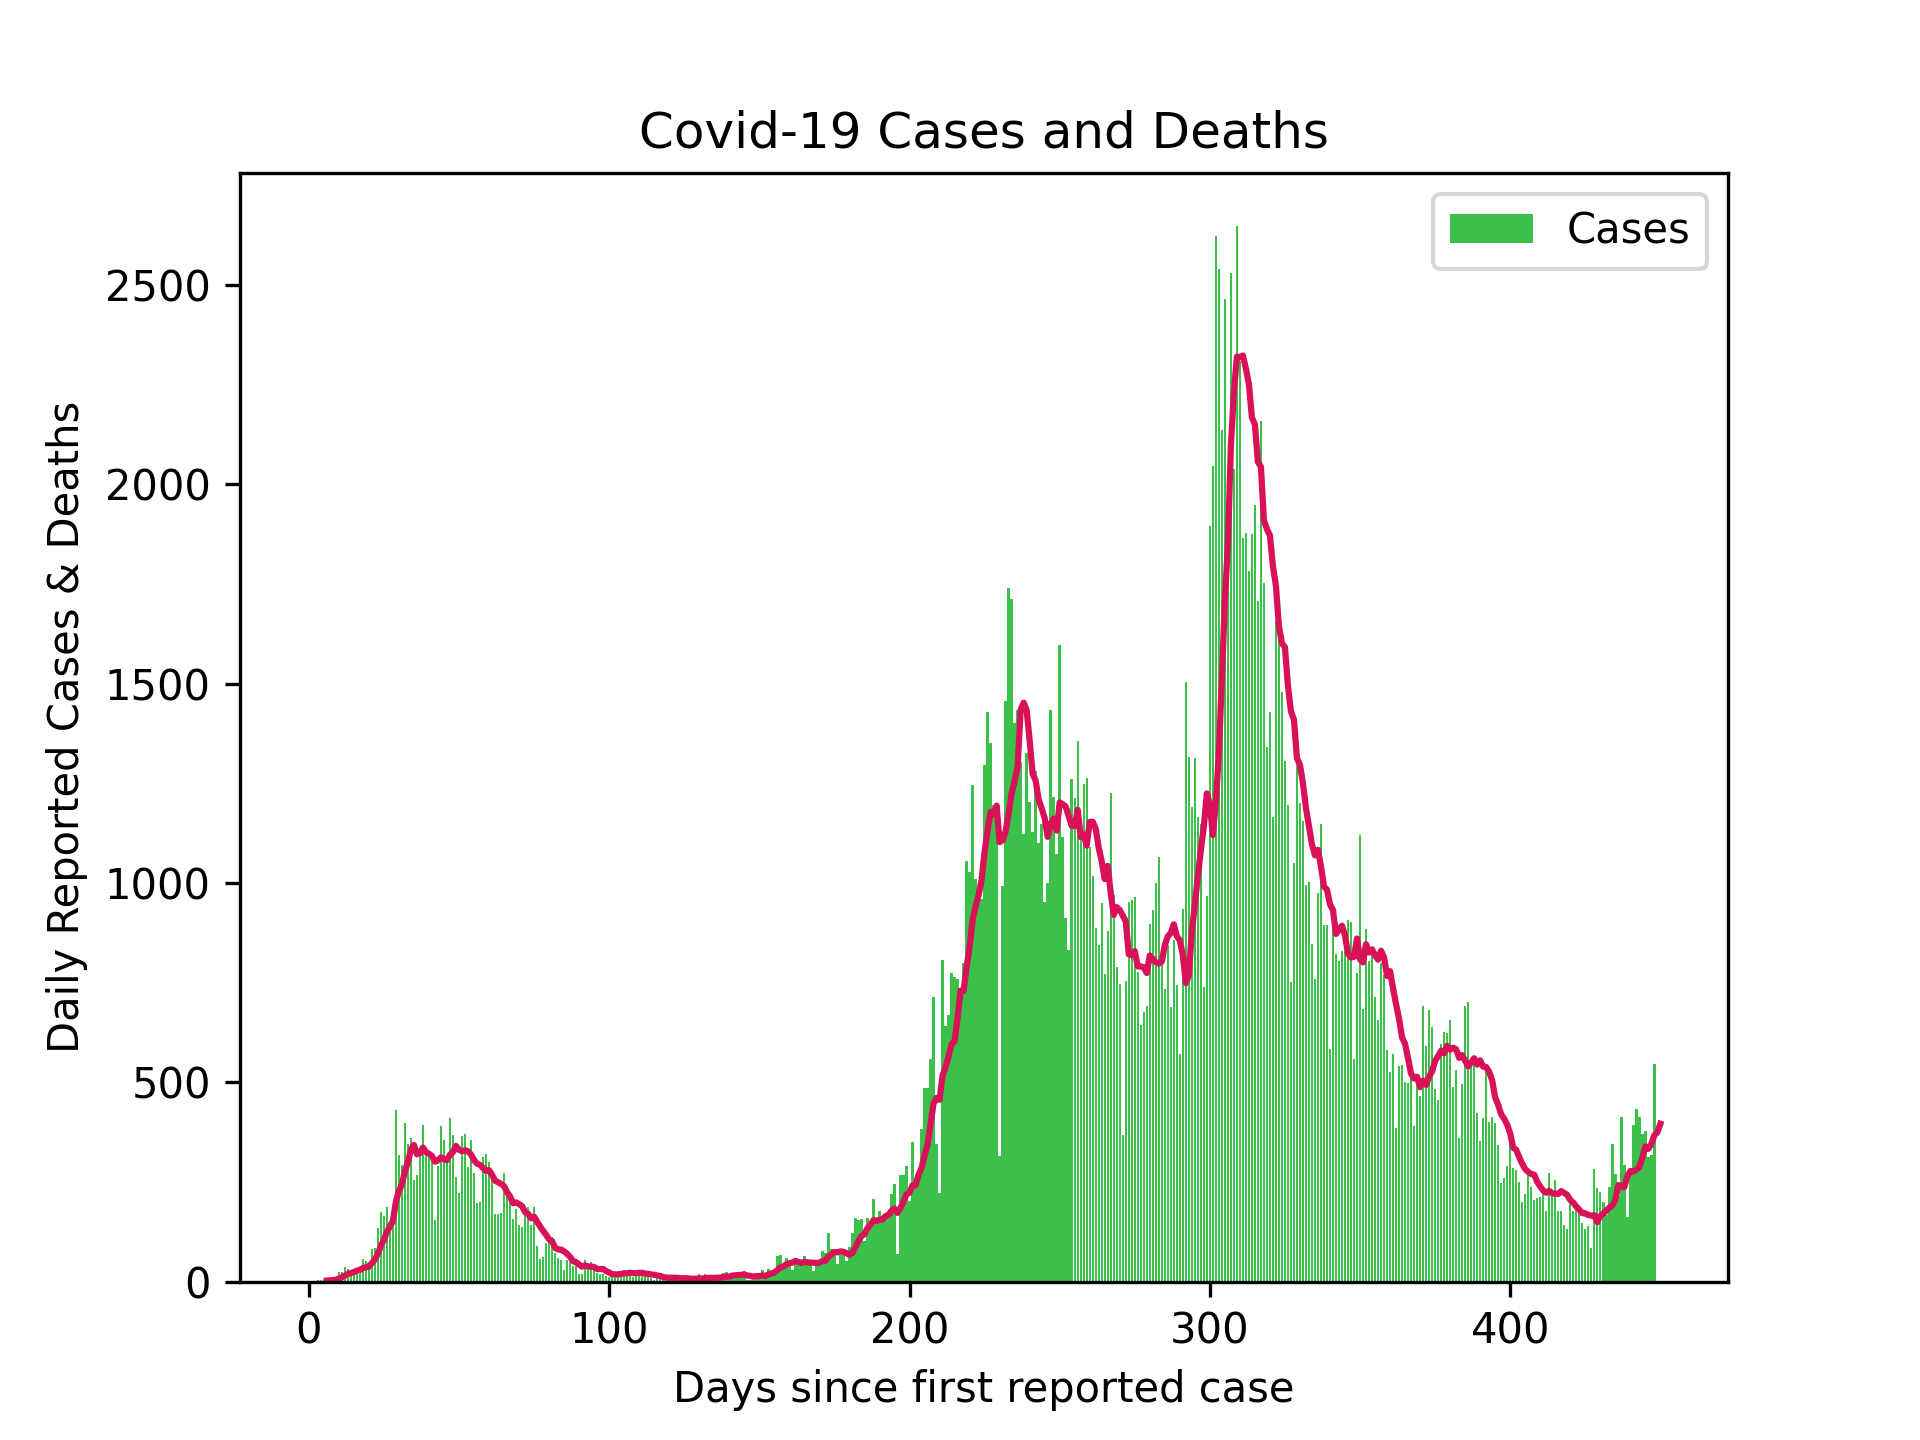 Covid-19 Cases and Deaths
Cases
Daily Reported Cases & Deaths
2500
2000
1500
1000
500
0
0 100 200 300 400
Days since first reported case